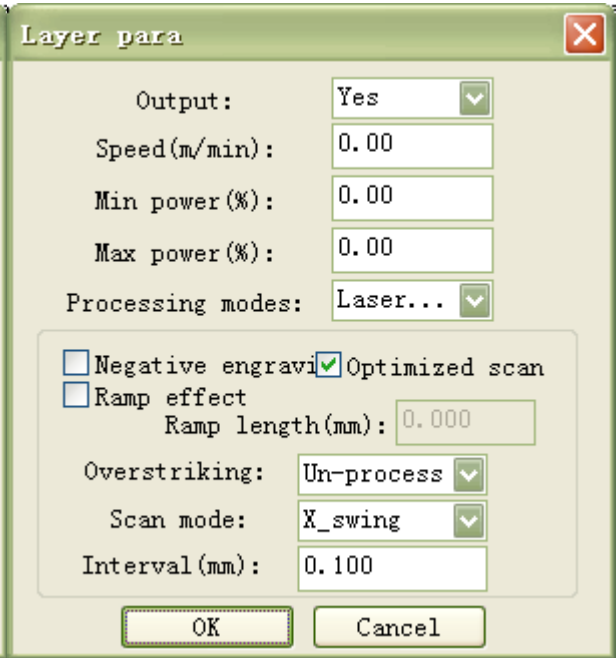 Layer para
Output: Yes
Speed(m/min): 0.00
Min power(%): 0.00
Max power(%): 0.00
Processing modes: Laser...
Negative engravi Optimized scan
Ramp effect
Ramp length(mm): 0.000
Overstriking: Un-process
Scan mode: X_swing
Interval(mm): 0.100
OK Cancel